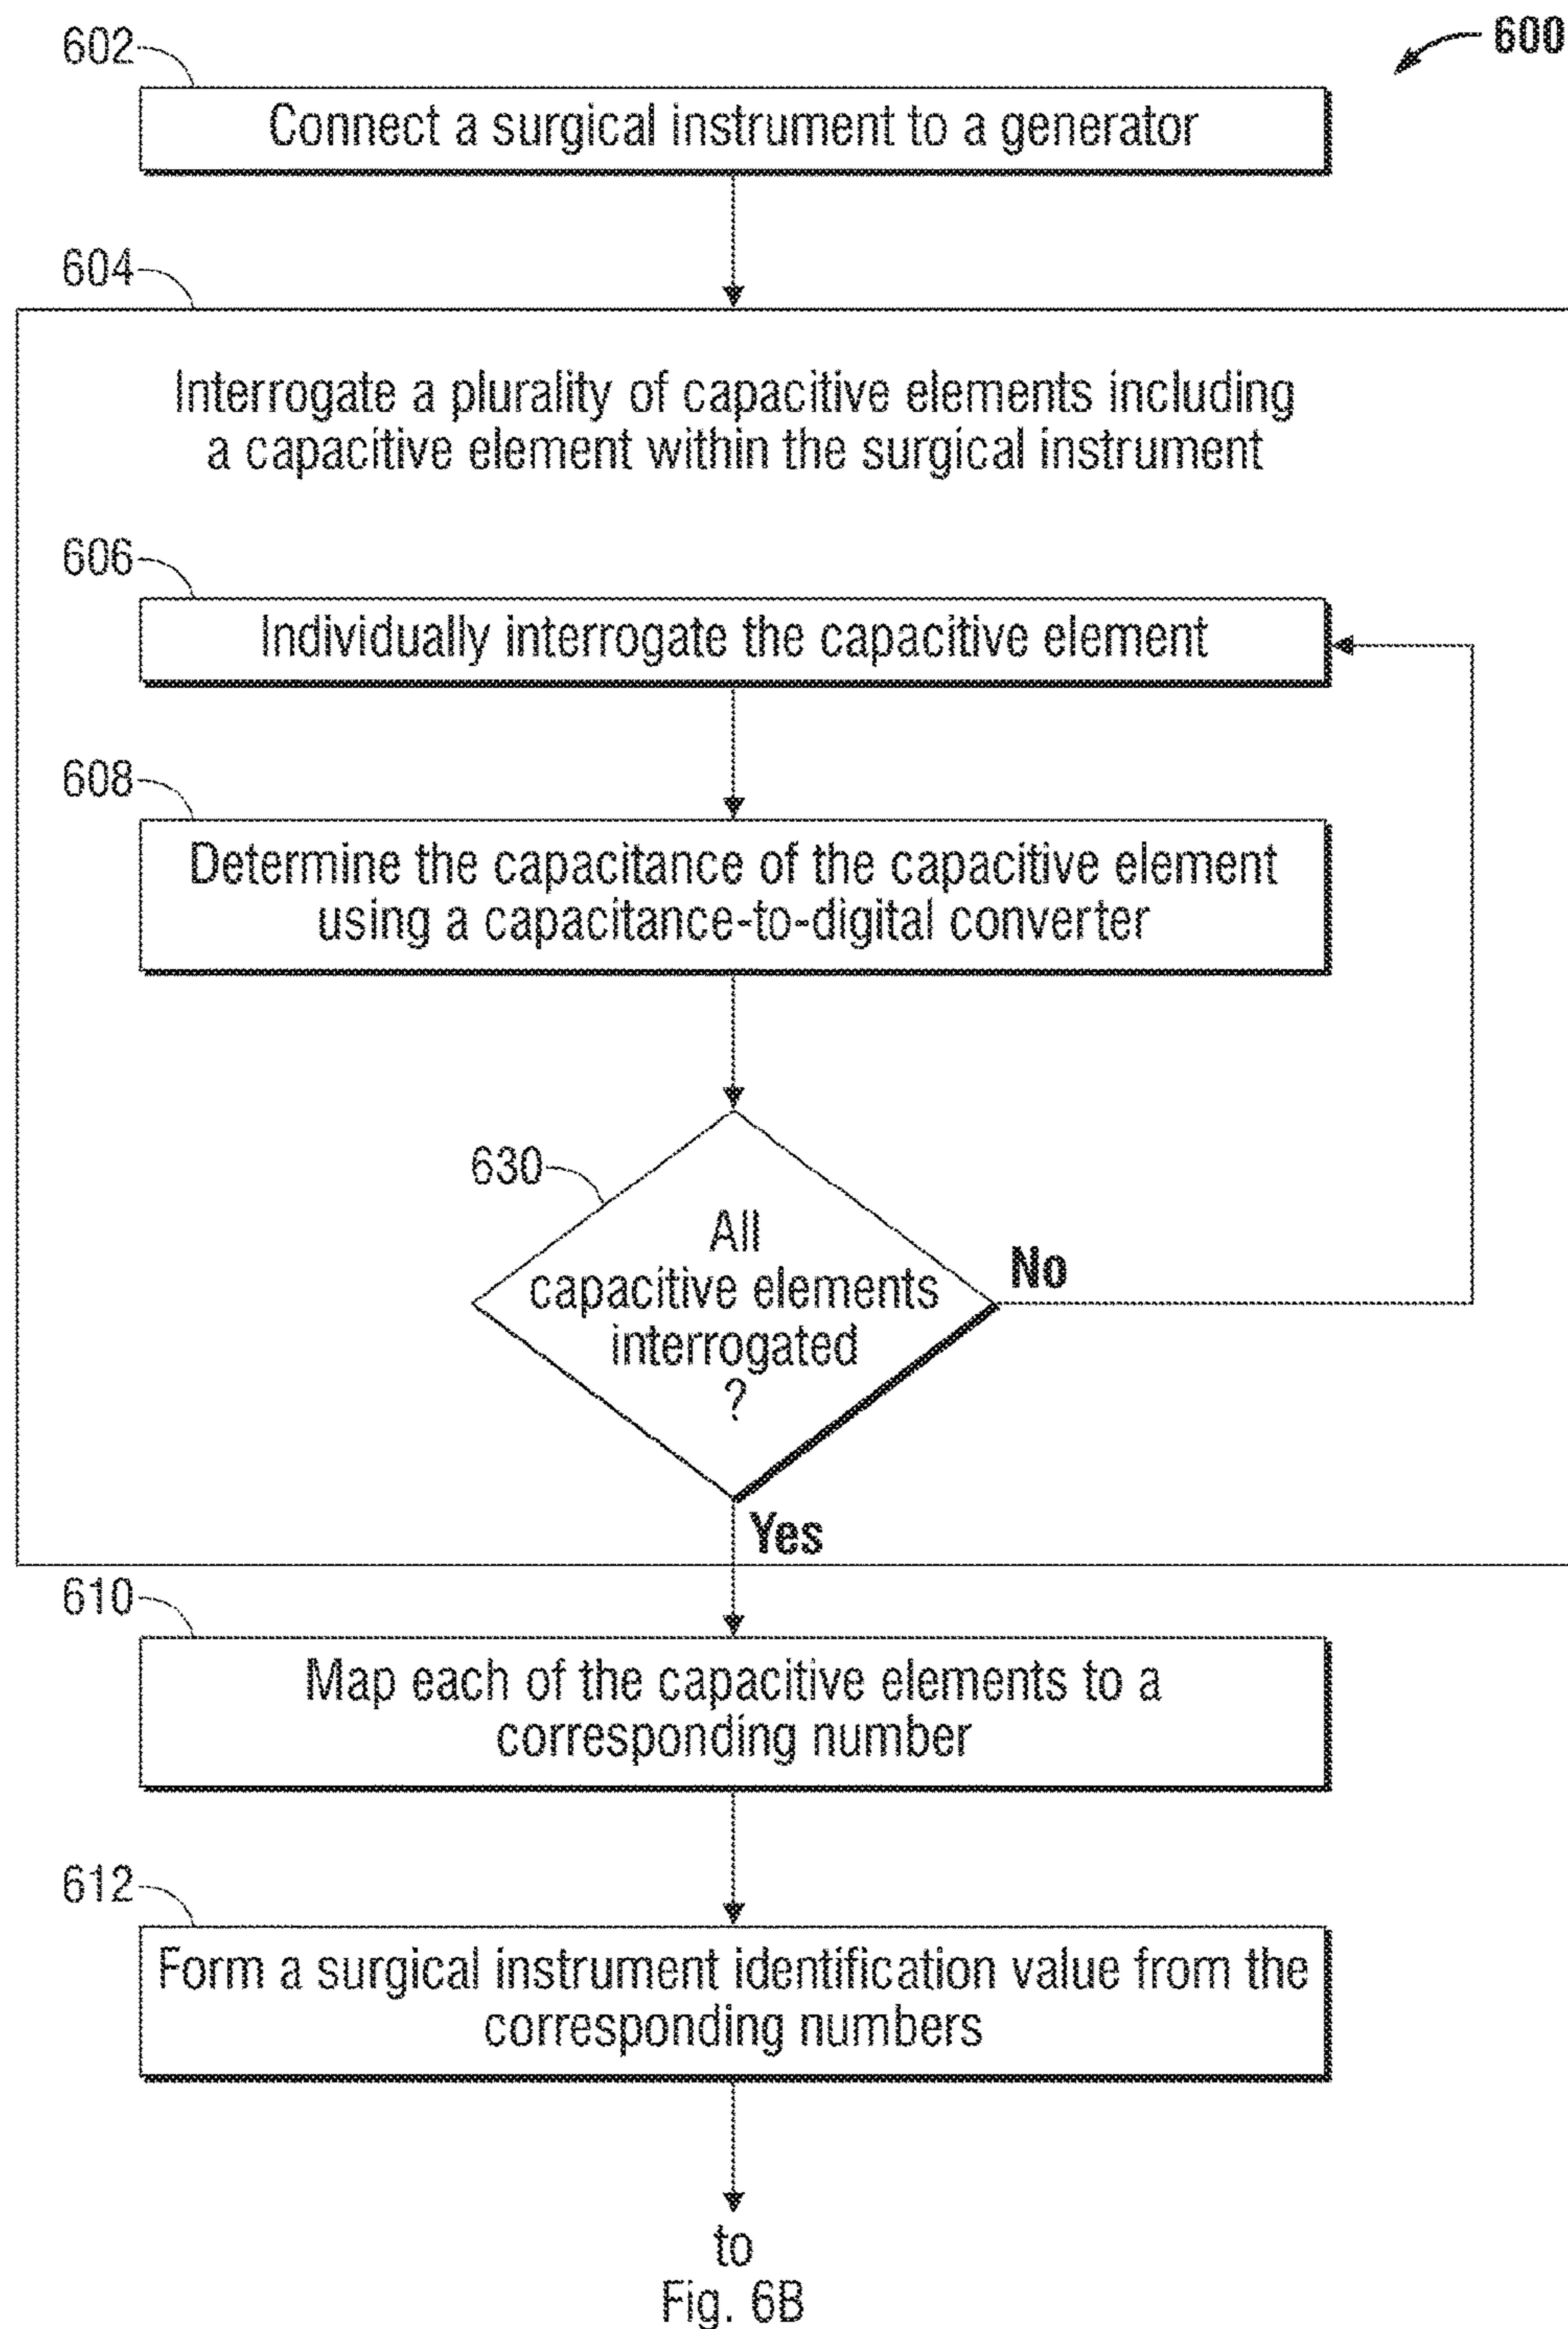 600
602
Connect a surgical instrument to a generator
604
Interrogate a plurality of capacitive elements including
a capacitive element within the surgical instrument
606
Individually interrogate the capacitive element
608
Determine the capacitance of the capacitive element
using a capacitance-to-digital converter
630
All
capacitive elements
interrogated
?
No
Yes
610
Map each of the capacitive elements to a
corresponding number
612
Form a surgical instrument identification value from the
corresponding numbers
to
Fig. 6B